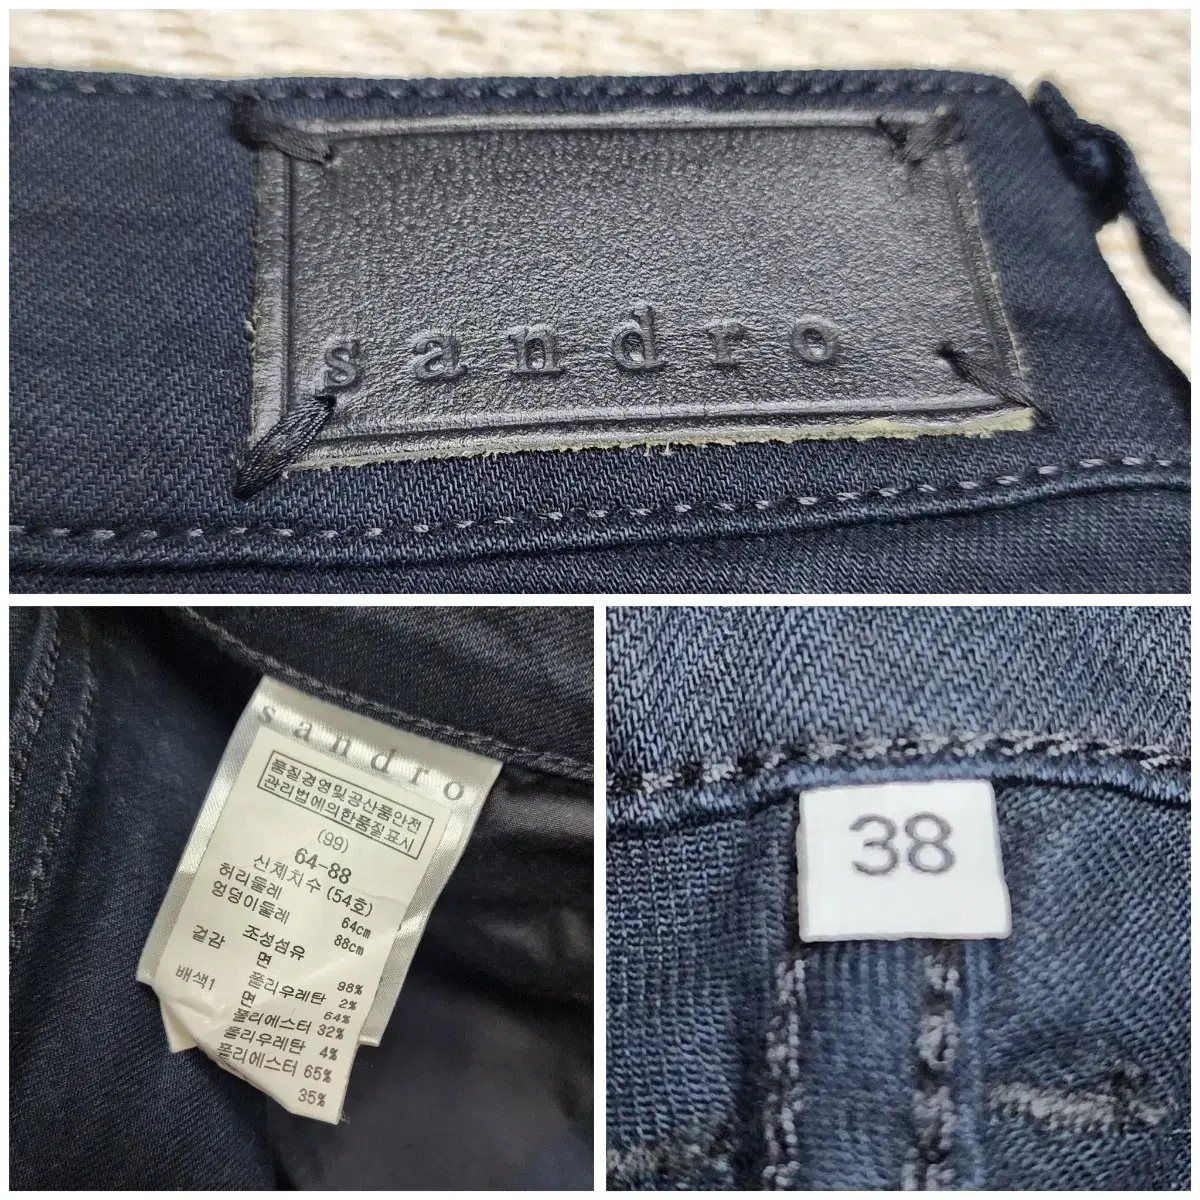 sandro
sandro
품질경영및공산품안전
관리법에의한품질표시
(99)
64-88
신체치수 (54호)
허리둘레 64cm
엉덩이둘레 88cm
겉감 조성섬유
면 98%
폴리우레탄 2%
배색1 면 64%
폴리에스터 32%
폴리우레탄 4%
폴리에스터 65%
35%
38